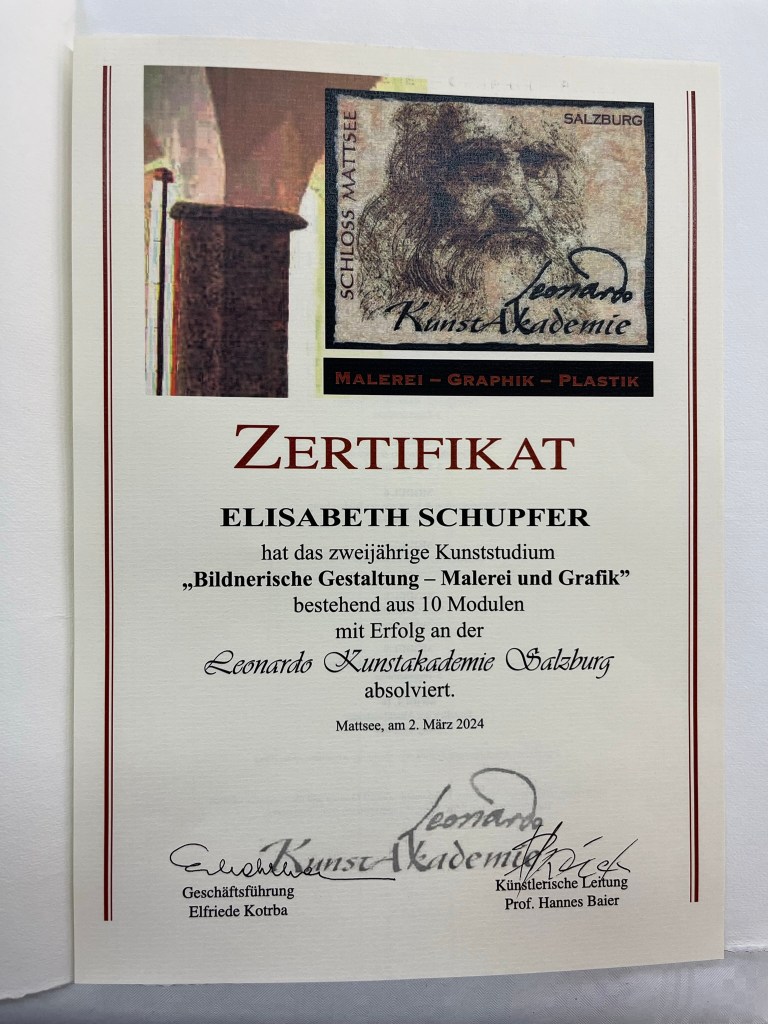 SCHLOSS MATTSEE
SALZBURG
Leonardo
KunstAkademie
MALEREI – GRAPHIK – PLASTIK
ZERTIFIKAT
ELISABETH SCHUPFER
hat das zweijährige Kunststudium
„Bildnerische Gestaltung – Malerei und Grafik”
bestehend aus 10 Modulen
mit Erfolg an der
Leonardo Kunstakademie Salzburg
absolviert.
Mattsee, am 2. März 2024
Leonardo
KunstAkademie
Geschäftsführung
Elfriede Kotrba
Künstlerische Leitung
Prof. Hannes Baier